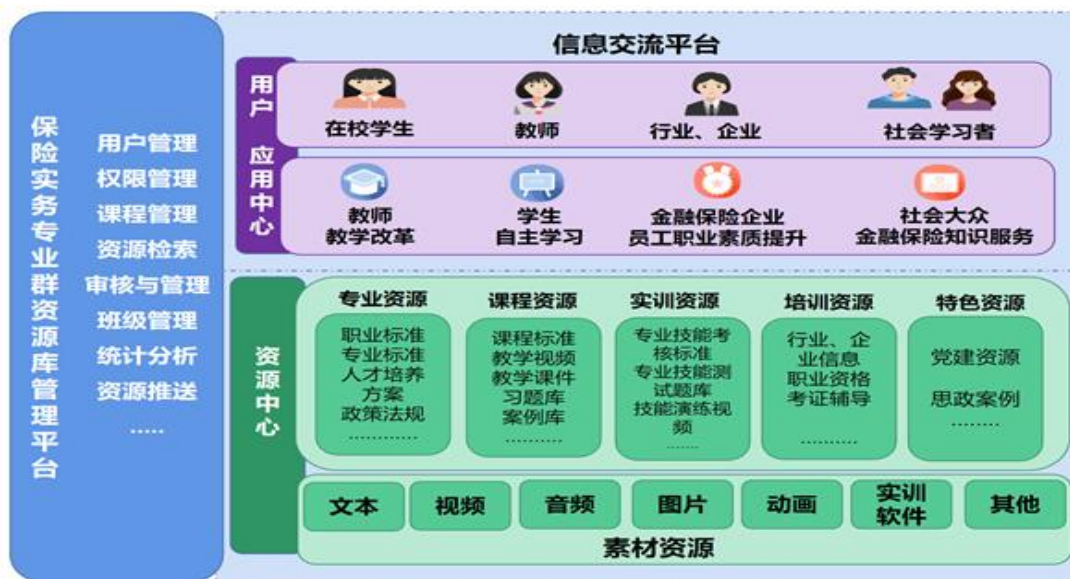 保险实务专业群资源库管理平台
用户管理
权限管理
课程管理
资源检索
审核与管理
班级管理
统计分析
资源推送
.....
信息交流平台
用户 应用中心
在校学生
教师
行业、企业
社会学习者
教师
教学改革
学生
自主学习
金融保险企业
员工职业素质提升
社会大众
金融保险知识服务
资源中心
专业资源
职业标准
专业标准
人才培养
方案
政策法规
............
课程资源
课程标准
教学视频
教学课件
习题库
案例库
..........
实训资源
专业技能考
核标准
专业技能测
试题库
技能演练视
频
.......
培训资源
行业、企
业信息
职业资格
考证辅导
..........
特色资源
党建资源
思政案例
........
文本
视频
音频
图片
动画
实训
软件
其他
素材资源